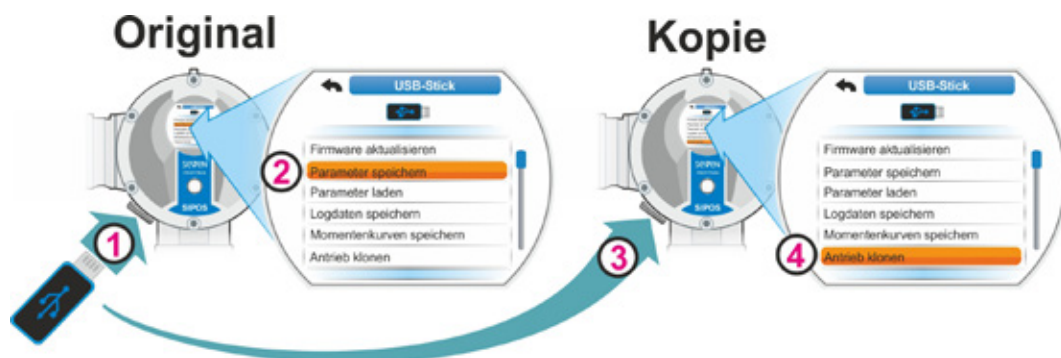 Original
Kopie
USB-Stick
Firmware aktualisieren
2
Parameter speichern
Parameter laden
Logdaten speichern
Momentenkurven speichern
Antrieb klonen
SIPOS
1
USB-Stick
Firmware aktualisieren
Parameter speichern
Parameter laden
Logdaten speichern
Momentenkurven speichern
4
Antrieb klonen
SIPOS
3